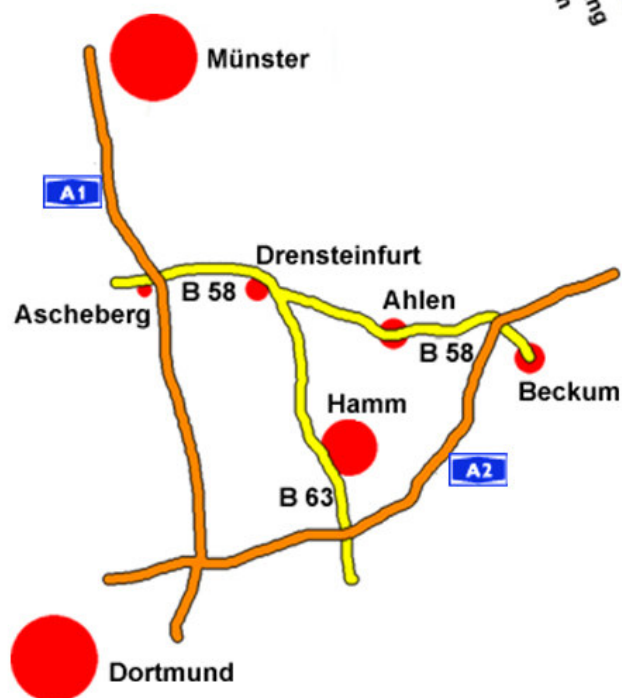 Münster
A1
Drensteinfurt
B 58
Ahlen
Ascheberg
B 58
Beckum
Hamm
A2
B 63
Dortmund